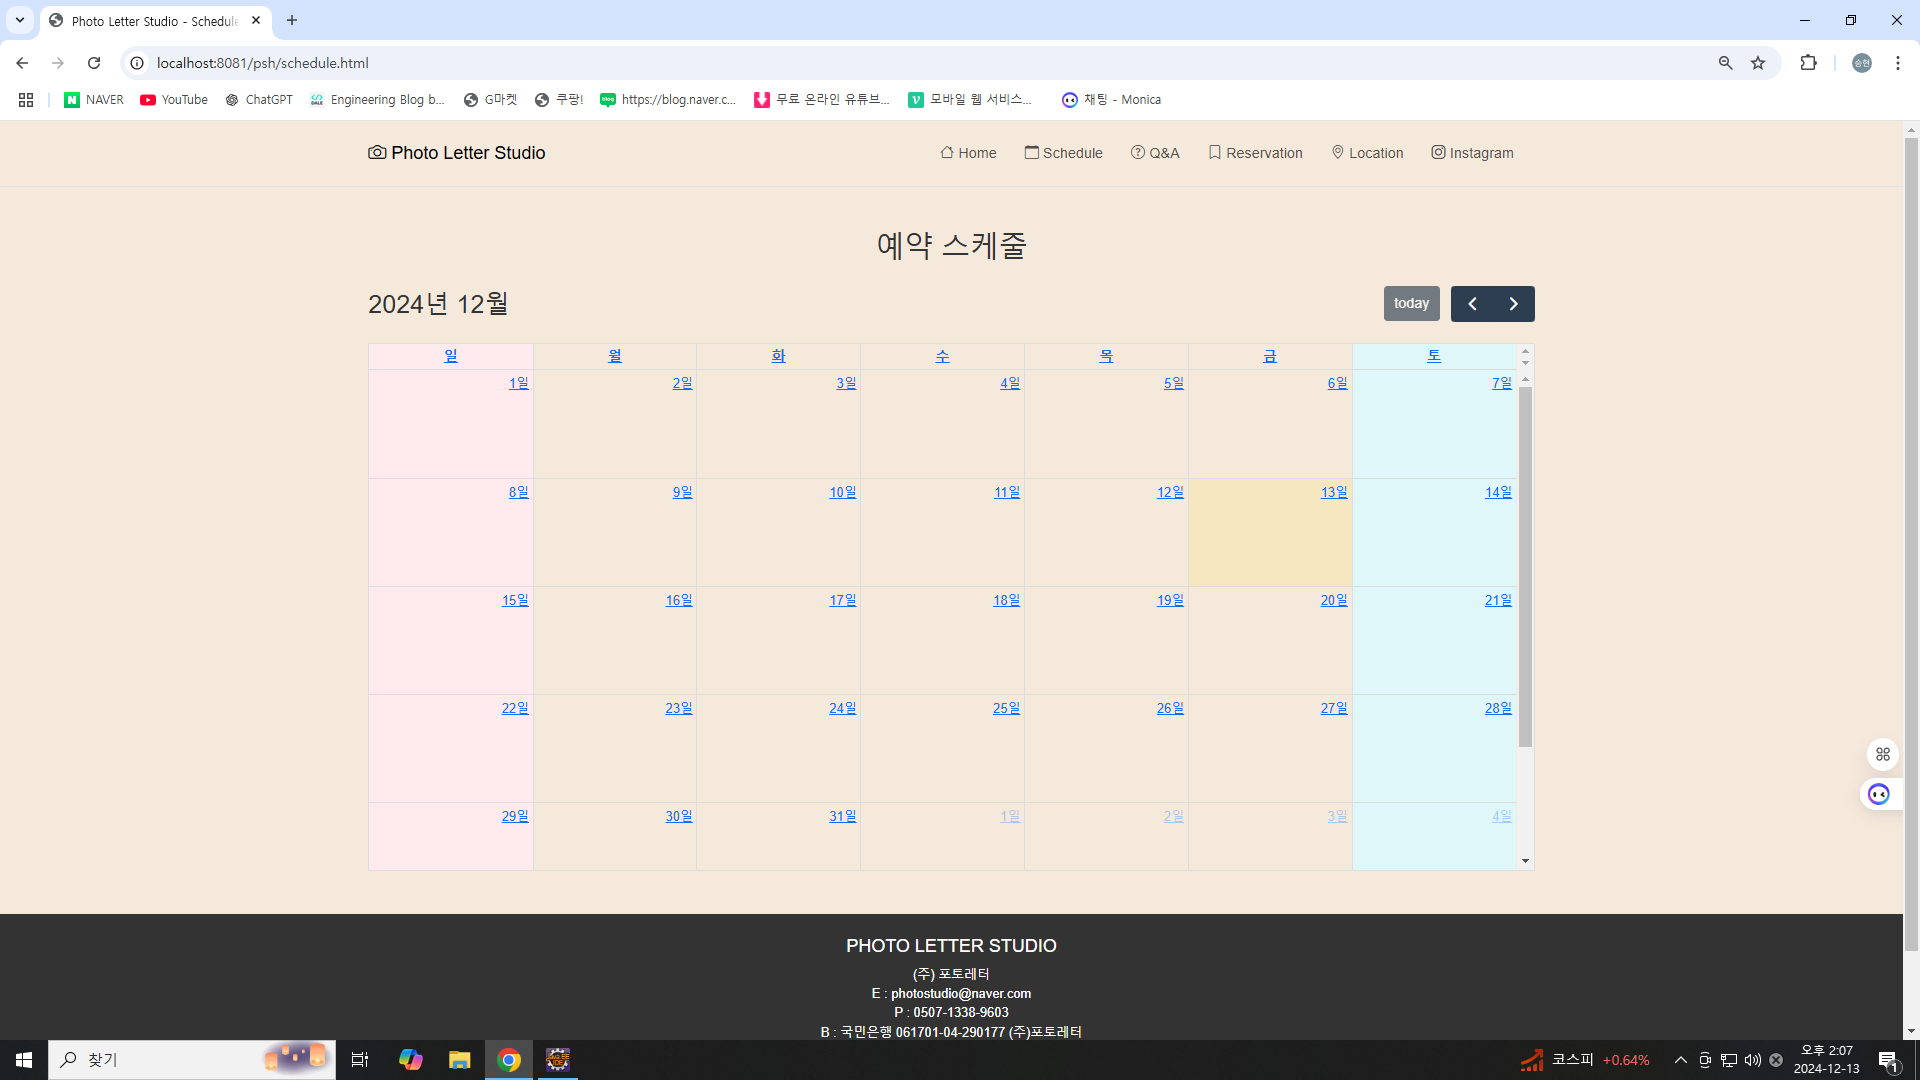 Photo Letter Studio - Schedule
localhost:8081/psh/schedule.html
승현
NAVER YouTube ChatGPT Engineering Blog b... G마켓 쿠팡! https://blog.naver.c... 무료 온라인 유튜브... 모바일 웹 서비스... 채팅 - Monica
Photo Letter Studio Home Schedule Q&A Reservation Location Instagram
예약 스케줄
2024년 12월 today
일 월 화 수 목 금 토
1일 2일 3일 4일 5일 6일 7일
8일 9일 10일 11일 12일 13일 14일
15일 16일 17일 18일 19일 20일 21일
22일 23일 24일 25일 26일 27일 28일
29일 30일 31일 1일 2일 3일 4일
PHOTO LETTER STUDIO
(주) 포토레터
E : photostudio@naver.com
P : 0507-1338-9603
B : 국민은행 061701-04-290177 (주)포토레터
찾기 코스피 +0.64% 오후 2:07
2024-12-13 1